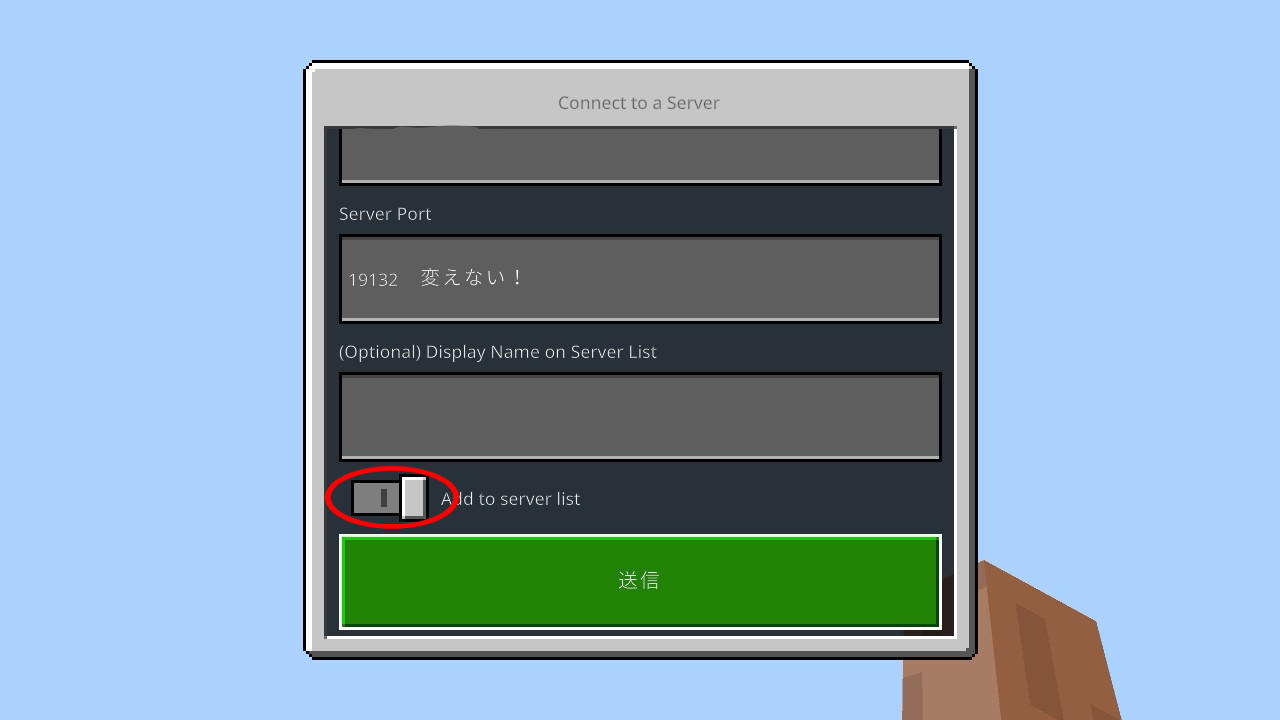 Connect to a Server
Server Port
19132 変えない！
(Optional) Display Name on Server List
Add to server list
送信